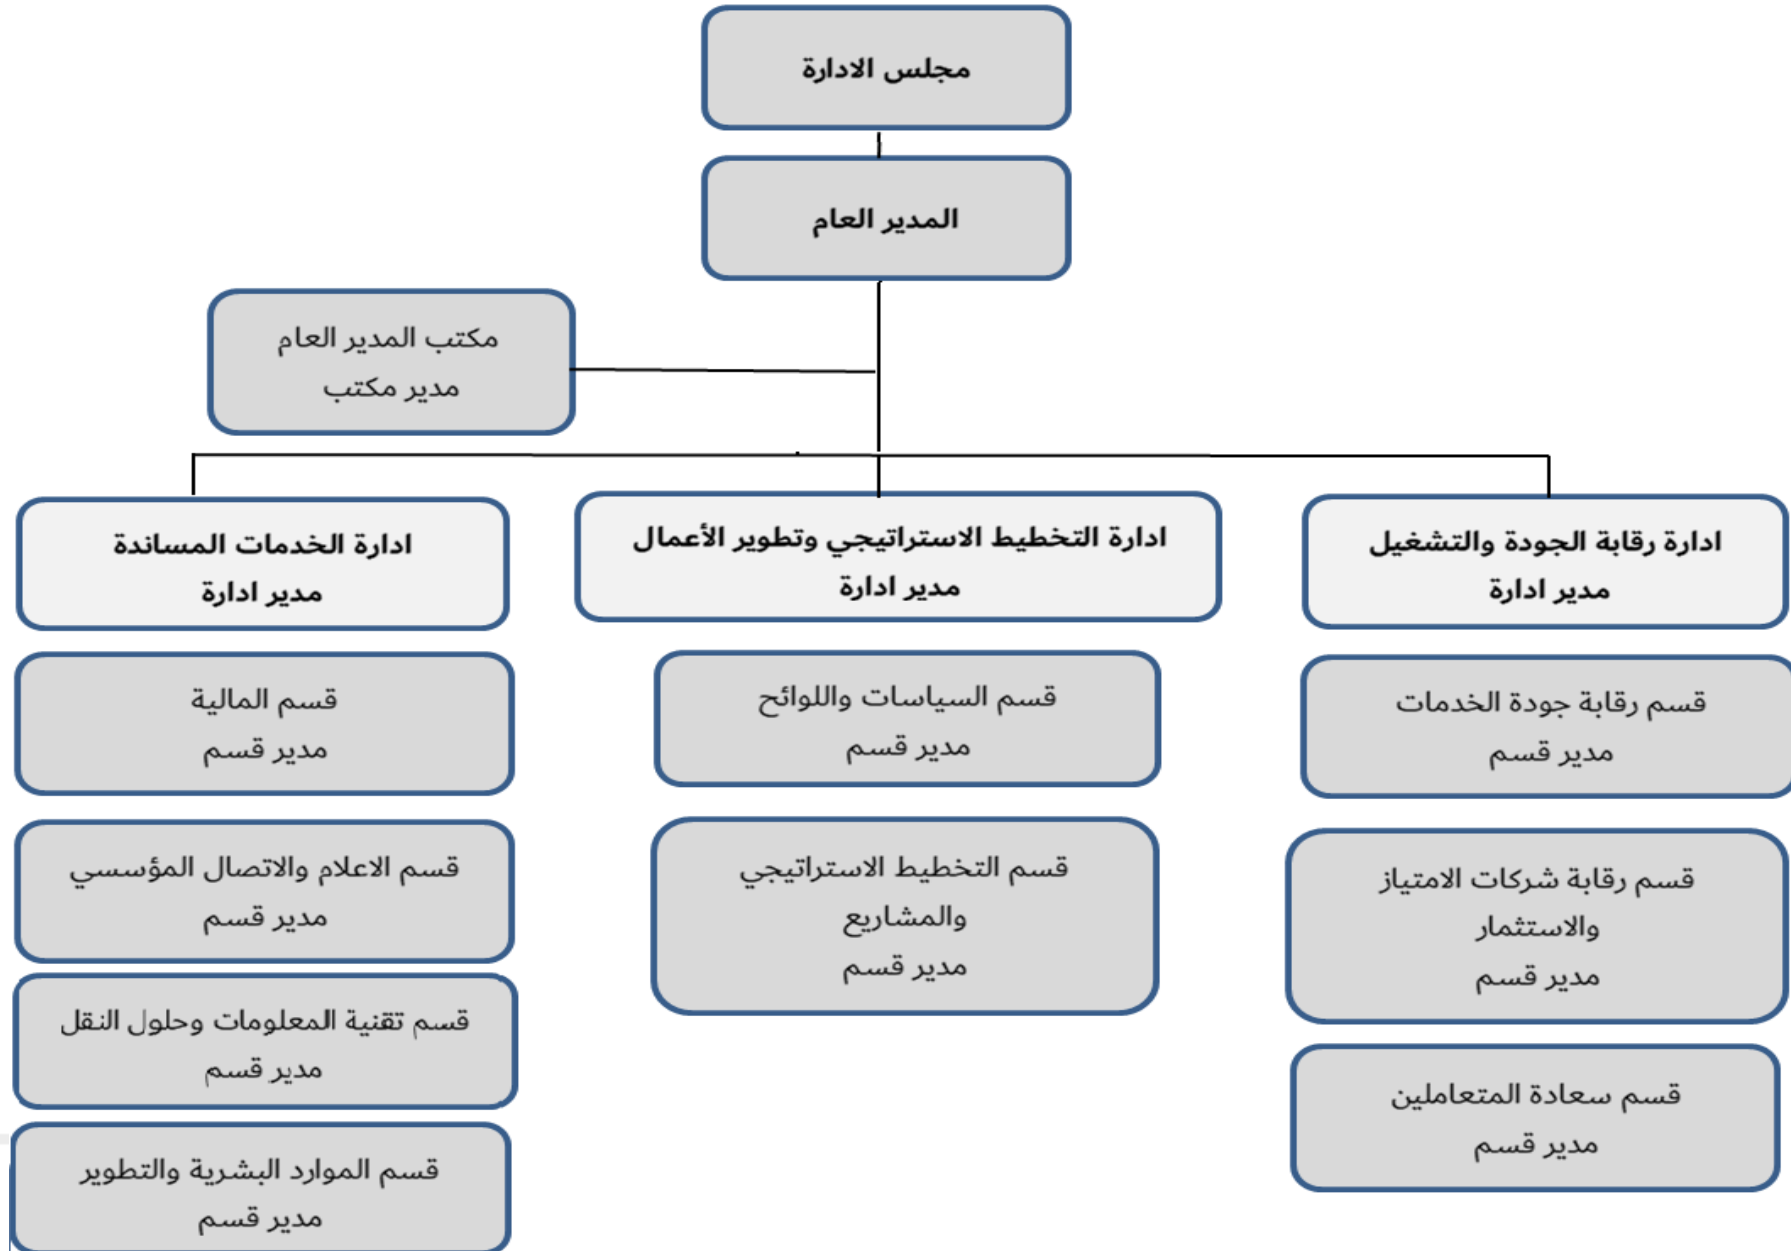 مجلس الادارة
المدير العام
مكتب المدير العام
مدير مكتب
ادارة رقابة الجودة والتشغيل
مدير ادارة
قسم رقابة جودة الخدمات
مدير قسم
قسم رقابة شركات الامتياز
والاستثمار
مدير قسم
قسم سعادة المتعاملين
مدير قسم
ادارة التخطيط الاستراتيجي وتطوير الأعمال
مدير ادارة
قسم السياسات واللوائح
مدير قسم
قسم التخطيط الاستراتيجي
والمشاريع
مدير قسم
ادارة الخدمات المساندة
مدير ادارة
قسم المالية
مدير قسم
قسم الاعلام والاتصال المؤسسي
مدير قسم
قسم تقنية المعلومات وحلول النقل
مدير قسم
قسم الموارد البشرية والتطوير
مدير قسم